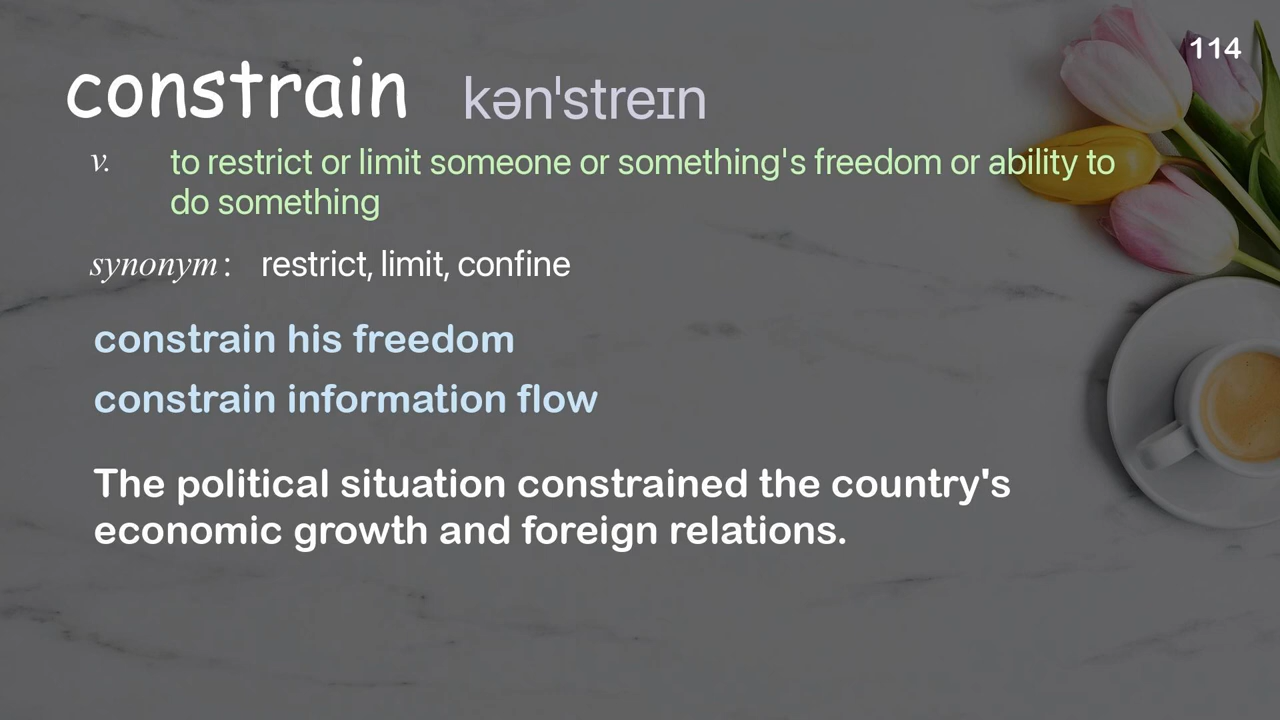 114
constrain kən'streɪn
v. to restrict or limit someone or something's freedom or ability to
do something
synonym : restrict, limit, confine
constrain his freedom
constrain information flow
The political situation constrained the country's
economic growth and foreign relations.